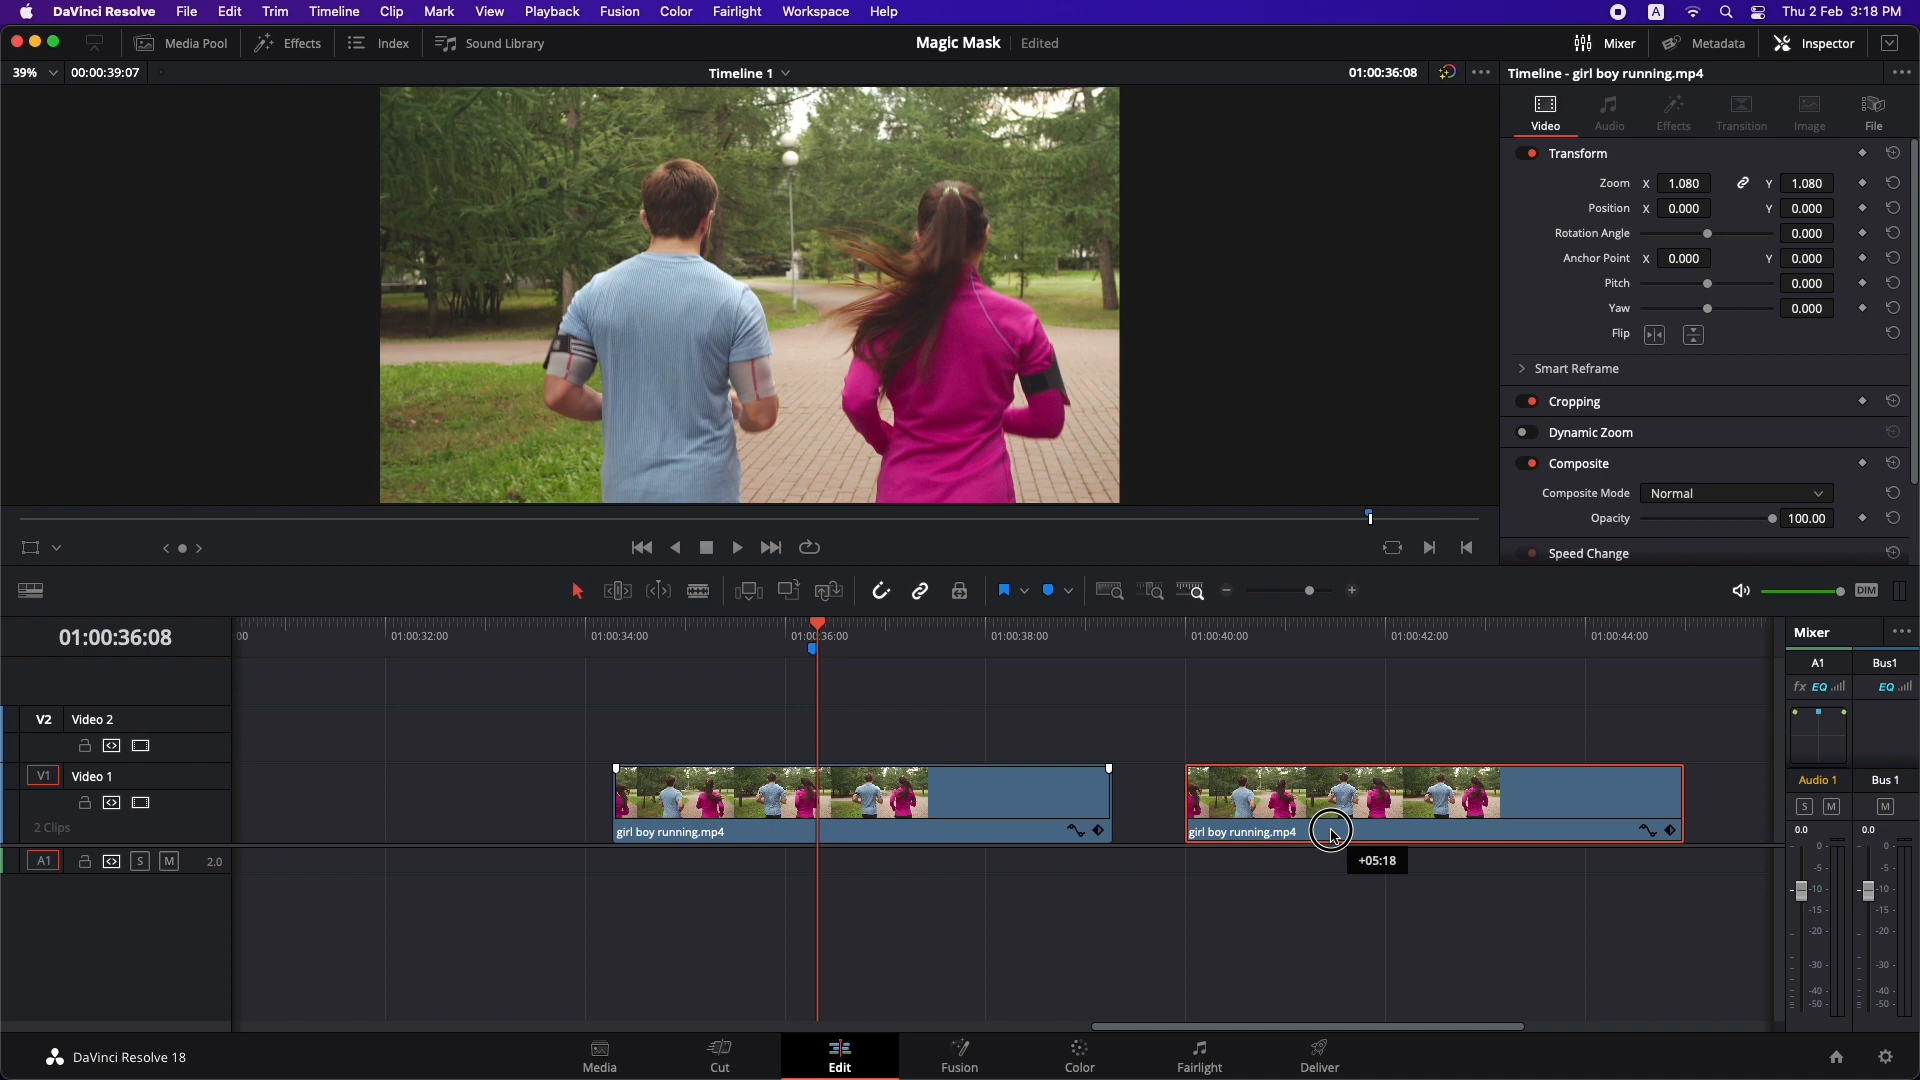 DaVinci Resolve File Edit Trim Timeline Clip Mark View Playback Fusion Color Fairlight Workspace Help A Thu 2 Feb 3:18 PM
Media Pool Effects Index Sound Library Magic Mask Edited Mixer Metadata Inspector
39% 00:00:39:07 Timeline 1 01:00:36:08 Timeline - girl boy running.mp4
Video Audio Effects Transition Image File
Transform
Zoom X 1.080 Y 1.080
Position X 0.000 Y 0.000
Rotation Angle 0.000
Anchor Point X 0.000 Y 0.000
Pitch 0.000
Yaw 0.000
Flip
Smart Reframe
Cropping
Dynamic Zoom
Composite
Composite Mode Normal
Opacity 100.00
Speed Change
DIM
01:00:36:08 00 01:00:32:00 01:00:34:00 01:00:36:00 01:00:38:00 01:00:40:00 01:00:42:00 01:00:44:00 Mixer
A1 Bus1
fx EQ EQ
V2 Video 2
V1 Video 1
Audio 1 Bus 1
S M M
2 Clips
girl boy running.mp4 girl boy running.mp4
0.0 0.0
A1 S M 2.0
+05:18
0- 0-
-5- -5-
-10- -10-
-15- -15-
-20- -20-
-30- -30-
-40- -40-
-50- -50-
DaVinci Resolve 18 Media Cut Edit Fusion Color Fairlight Deliver